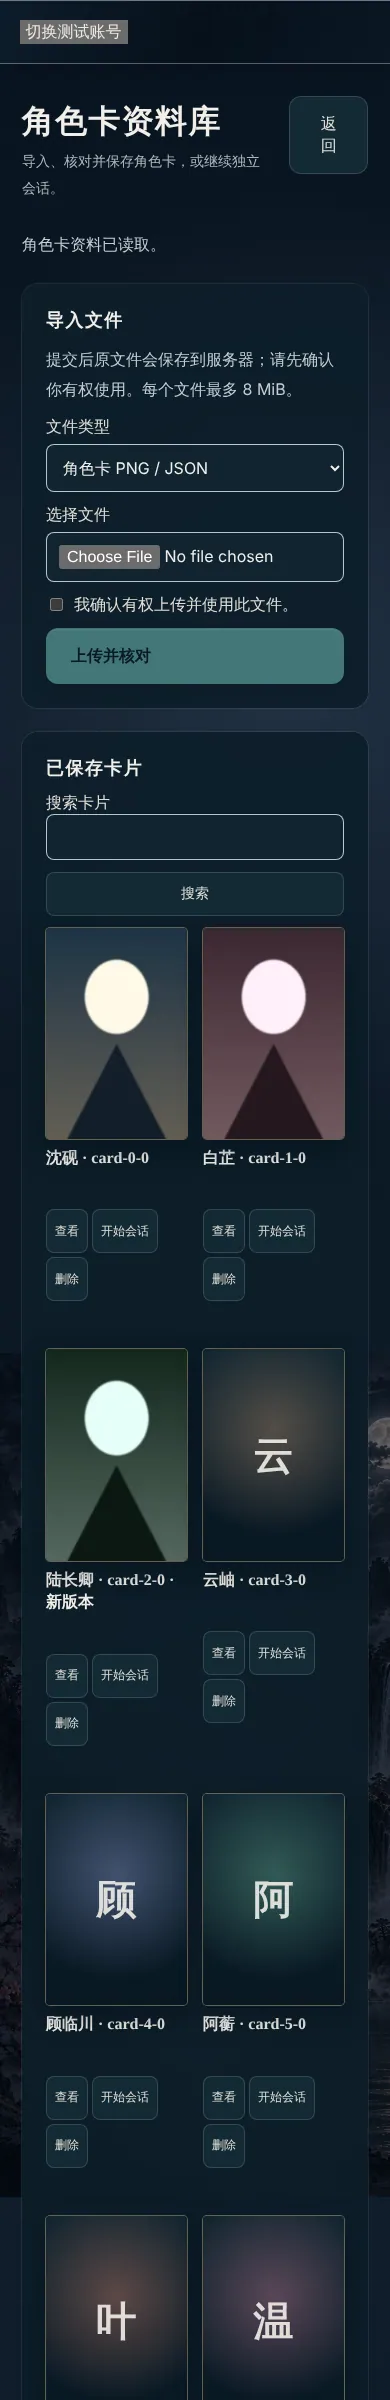 切换测试账号
角色卡资料库
返
回
导入、核对并保存角色卡，或继续独立
会话。
角色卡资料已读取。
导入文件
提交后原文件会保存到服务器；请先确认
你有权使用。每个文件最多 8 MiB。
文件类型
角色卡 PNG / JSON
选择文件
Choose File No file chosen
我确认有权上传并使用此文件。
上传并核对
已保存卡片
搜索卡片
搜索
沈砚 · card-0-0
白芷 · card-1-0
查看 开始会话
查看 开始会话
删除
删除
云
陆长卿 · card-2-0 ·
新版本
云岫 · card-3-0
查看 开始会话
查看 开始会话
删除
删除
顾
阿
顾临川 · card-4-0
阿蘅 · card-5-0
查看 开始会话
查看 开始会话
删除
删除
叶
温